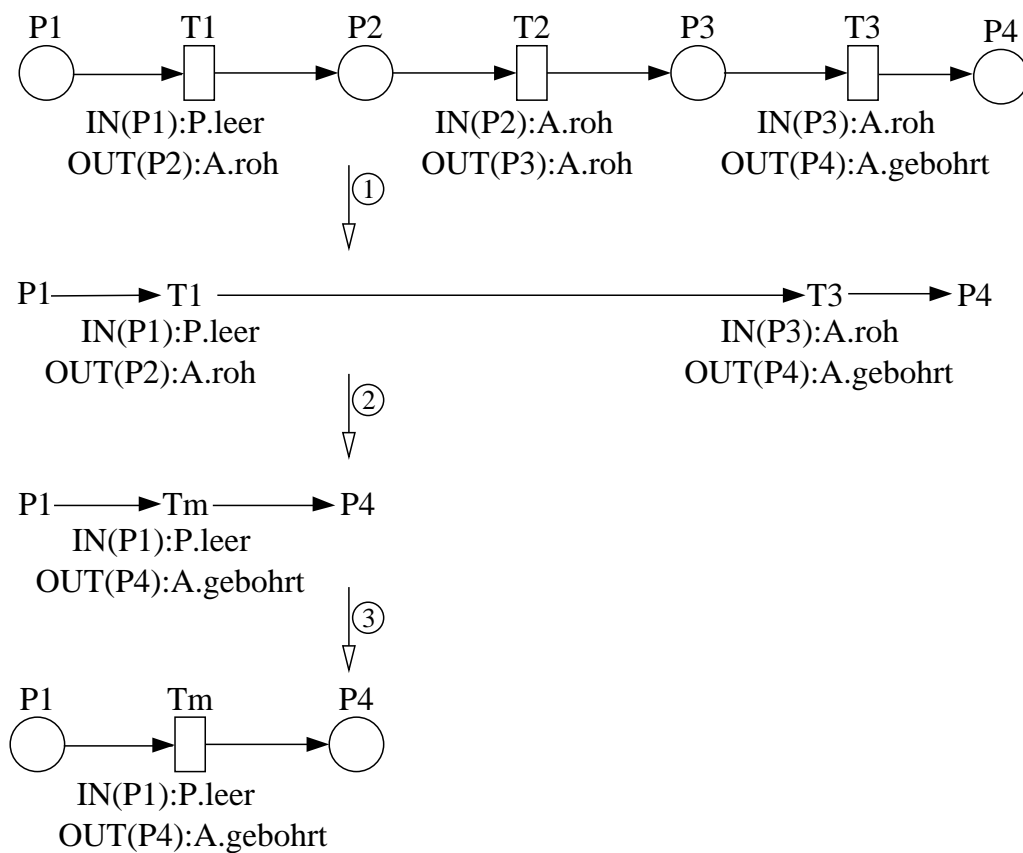 P1 T1 P2 T2 P3 T3 P4
IN(P1):P.leer IN(P2):A.roh IN(P3):A.roh
OUT(P2):A.roh OUT(P3):A.roh OUT(P4):A.gebohrt
1
P1 T1 T3 P4
IN(P1):P.leer IN(P3):A.roh
OUT(P2):A.roh OUT(P4):A.gebohrt
2
P1 Tm P4
IN(P1):P.leer
OUT(P4):A.gebohrt
3
P1 Tm P4
IN(P1):P.leer
OUT(P4):A.gebohrt